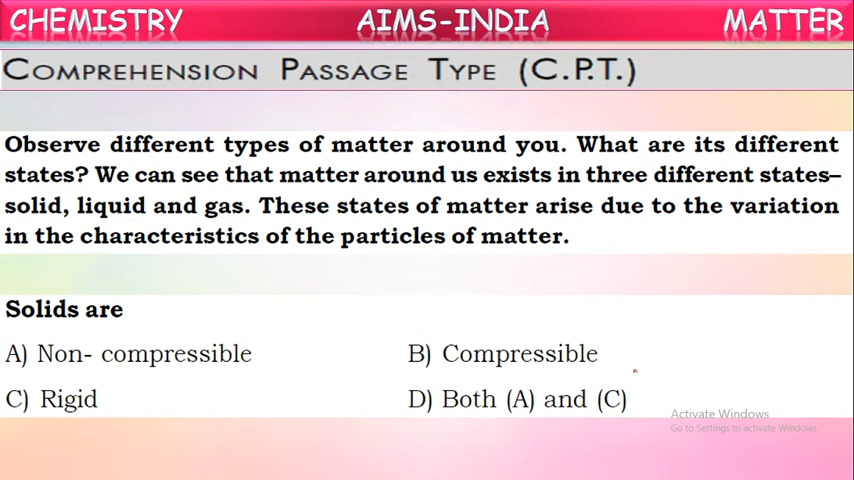 CHEMISTRY AIMS-INDIA MATTER
COMPREHENSION PASSAGE TYPE (C.P.T.)
Observe different types of matter around you. What are its different
states? We can see that matter around us exists in three different states–
solid, liquid and gas. These states of matter arise due to the variation
in the characteristics of the particles of matter.
Solids are
A) Non- compressible B) Compressible
C) Rigid D) Both (A) and (C)
Activate Windows
Go to Settings to activate Windows.